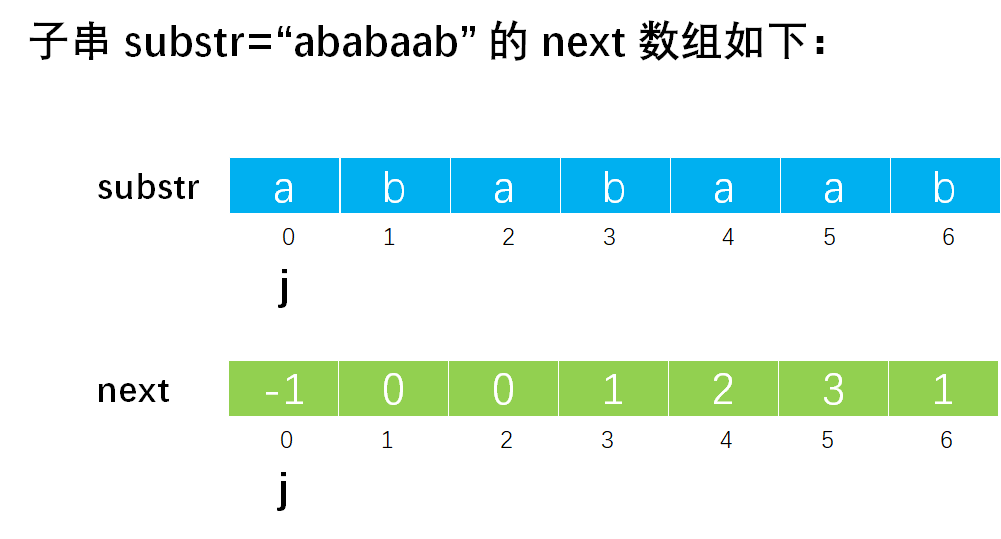 子串 substr=“ababaab” 的 next 数组如下：
substr a b a b a a b
0 1 2 3 4 5 6
j
next -1 0 0 1 2 3 1
0 1 2 3 4 5 6
j